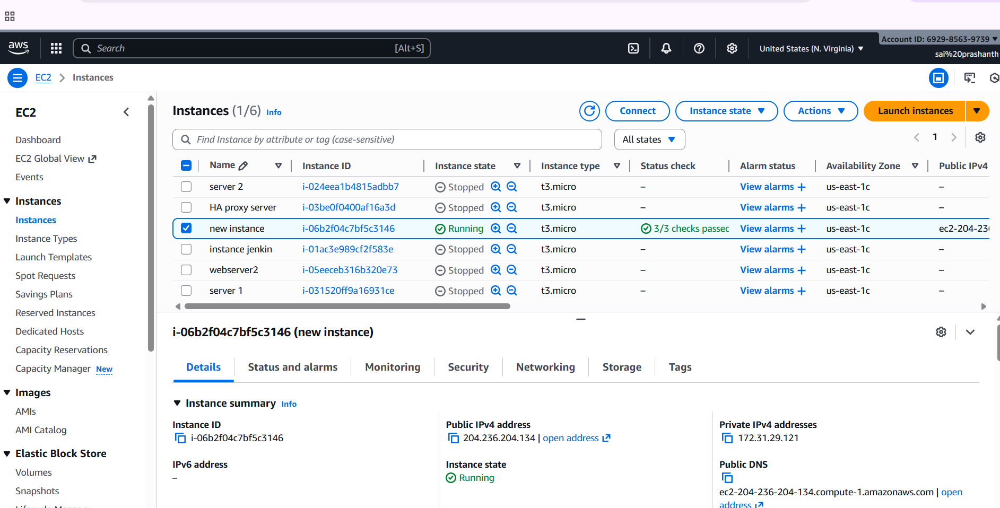 Account ID: 6929-8563-9739
aws Search [Alt+S] United States (N. Virginia) sai%20prashanth
EC2 Instances
EC2
Dashboard
EC2 Global View
Events
Instances
Instances
Instance Types
Launch Templates
Spot Requests
Savings Plans
Reserved Instances
Dedicated Hosts
Capacity Reservations
Capacity Manager New
Images
AMIs
AMI Catalog
Elastic Block Store
Volumes
Snapshots
Instances (1/6) Info Connect Instance state Actions Launch instances
Find Instance by attribute or tag (case-sensitive) All states 1
Name Instance ID Instance state Instance type Status check Alarm status Availability Zone Public IPv4
server 2 i-024eea1b4815adbb7 Stopped t3.micro – View alarms + us-east-1c –
HA proxy server i-03be0f0400af16a3d Stopped t3.micro – View alarms + us-east-1c –
new instance i-06b2f04c7bf5c3146 Running t3.micro 3/3 checks passec View alarms + us-east-1c ec2-204-23
instance jenkin i-01ac3e989cf2f583e Stopped t3.micro – View alarms + us-east-1c –
webserver2 i-05eeceb316b320e73 Stopped t3.micro – View alarms + us-east-1c –
server 1 i-031520ff9a16931ce Stopped t3.micro – View alarms + us-east-1c –
i-06b2f04c7bf5c3146 (new instance)
Details Status and alarms Monitoring Security Networking Storage Tags
Instance summary Info
Instance ID
i-06b2f04c7bf5c3146
IPv6 address
–
Public IPv4 address
204.236.204.134 | open address
Instance state
Running
Private IPv4 addresses
172.31.29.121
Public DNS
ec2-204-236-204-134.compute-1.amazonaws.com | open
address